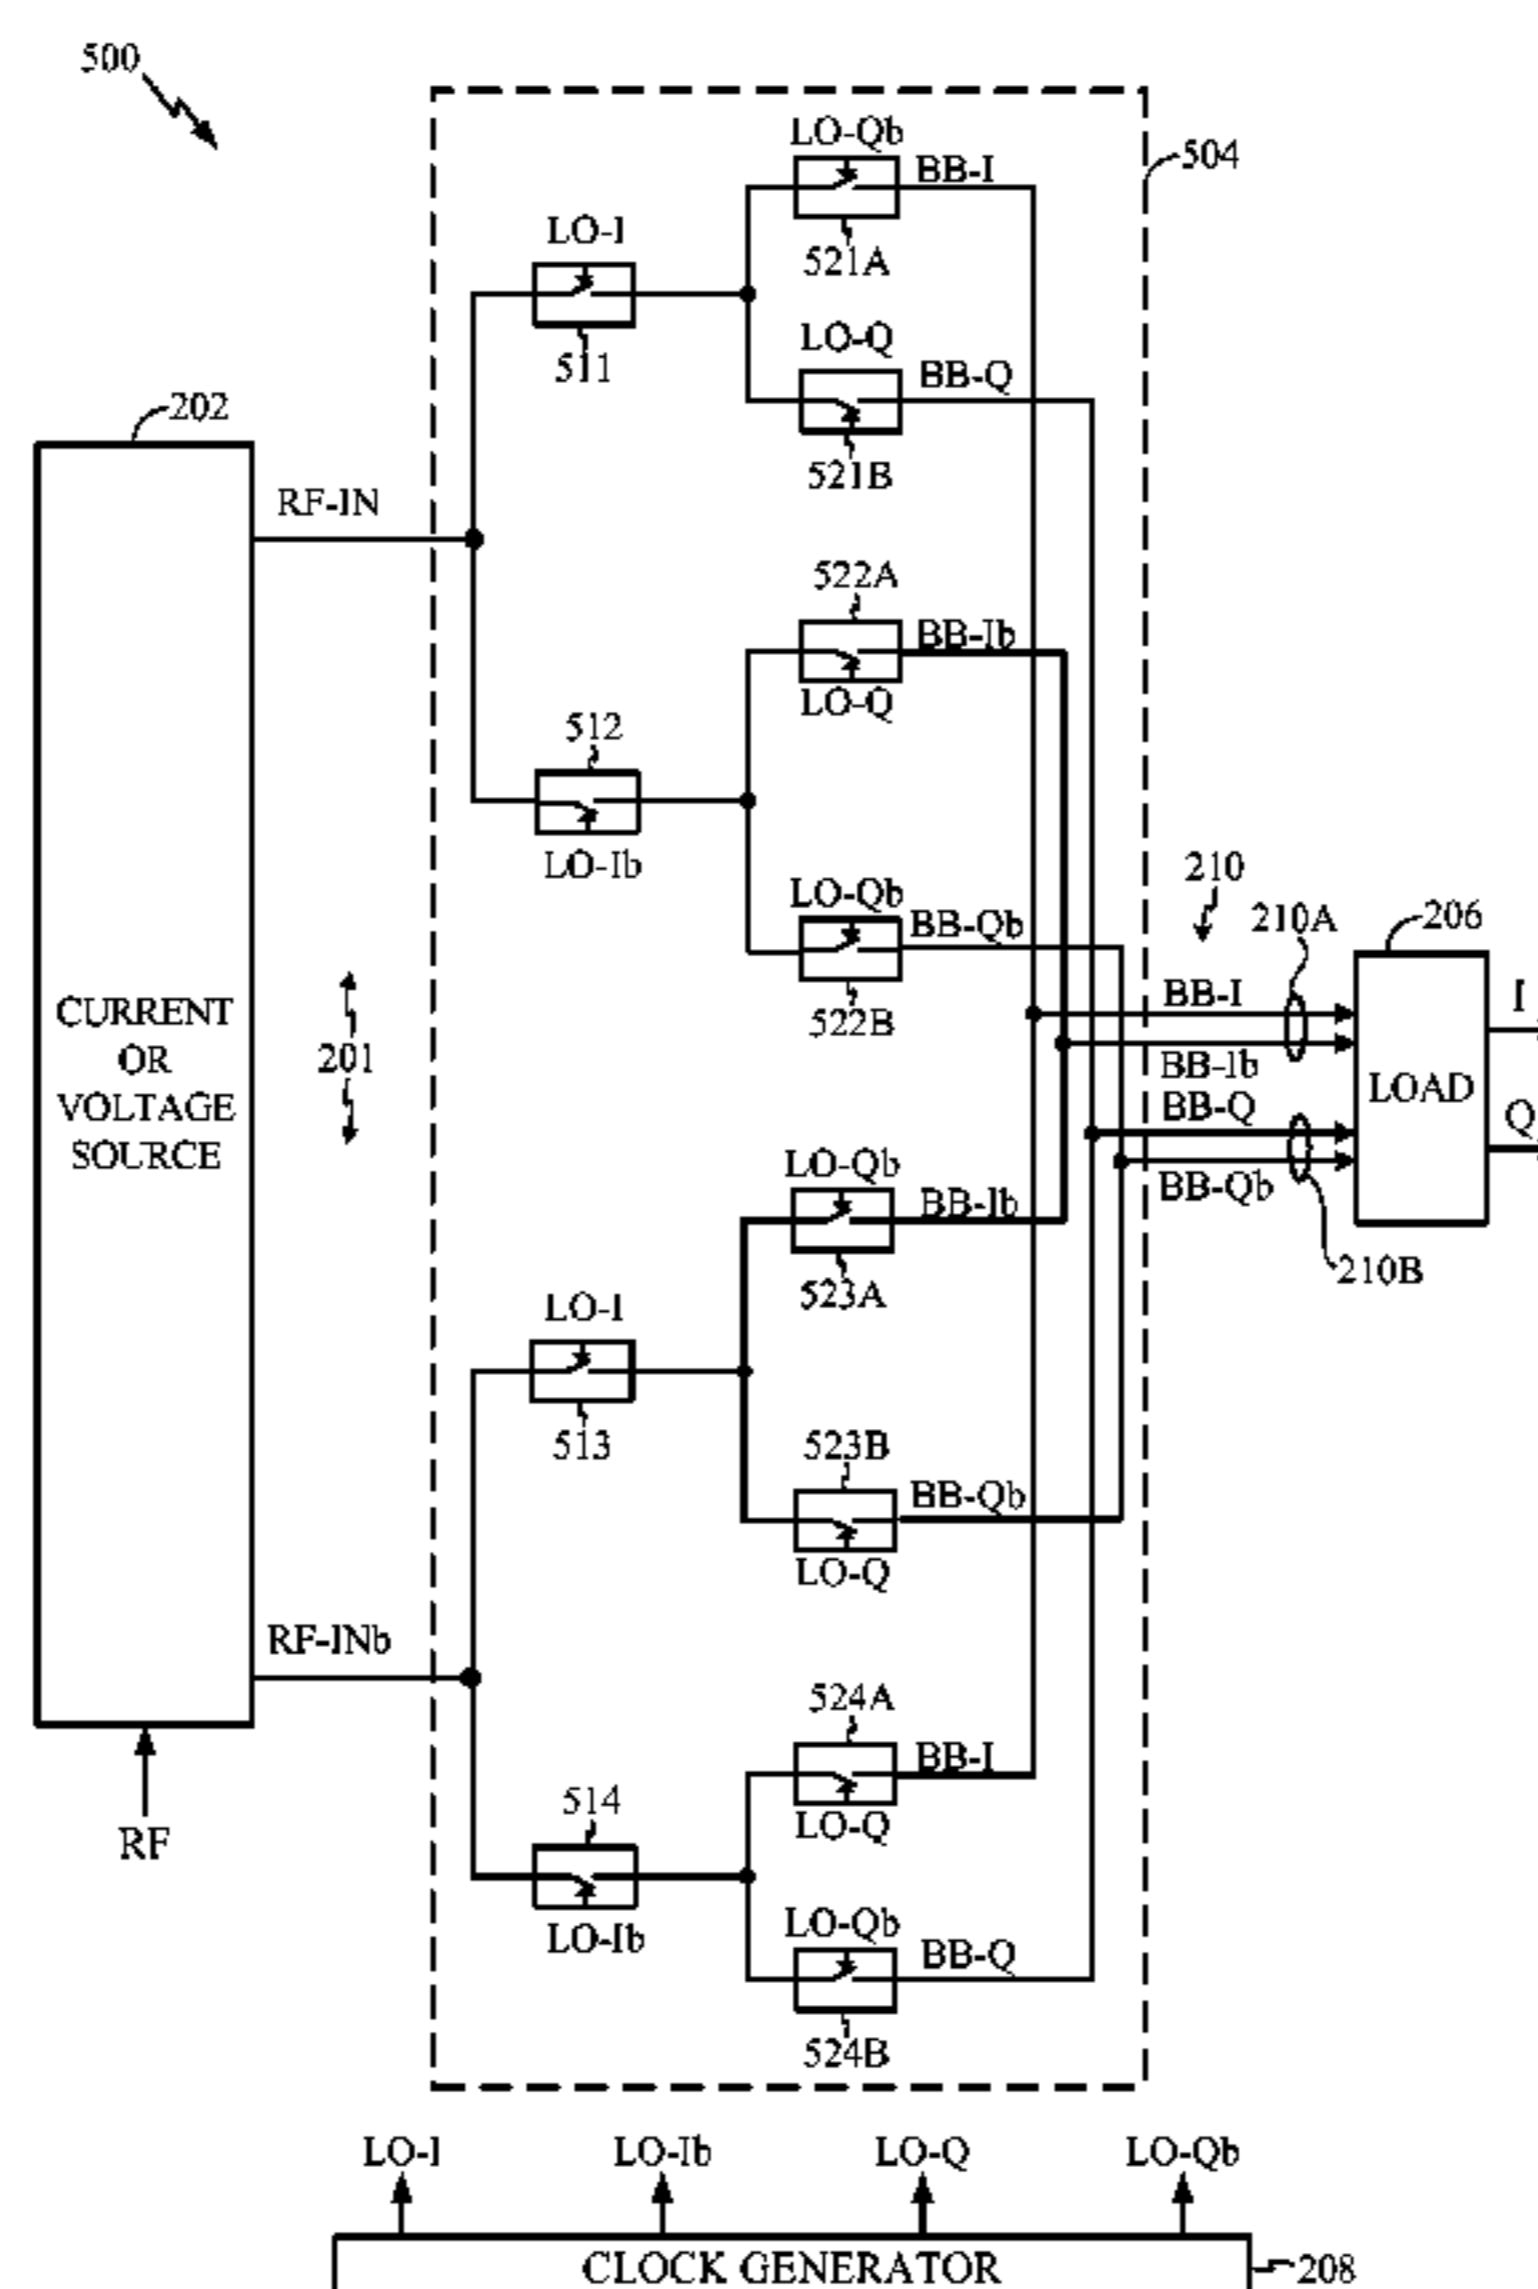 500
LO-Qb
BB-I
504
LO-I
521A
511
LO-Q
BB-Q
202
521B
RF-IN
522A
BB-Ib
LO-Q
512
LO-Ib
LO-Qb
BB-Qb
210
210A
206
522B
BB-I
I
CURRENT
OR
VOLTAGE
SOURCE
201
BB-Ib
LOAD
BB-Q
Q
BB-Qb
LO-Qb
BB-Ib
210B
523A
LO-I
513
523B
BB-Qb
LO-Q
RF-INb
524A
BB-I
LO-Q
514
RF
LO-Ib
LO-Qb
BB-Q
524B
LO-I
LO-Ib
LO-Q
LO-Qb
CLOCK GENERATOR
208